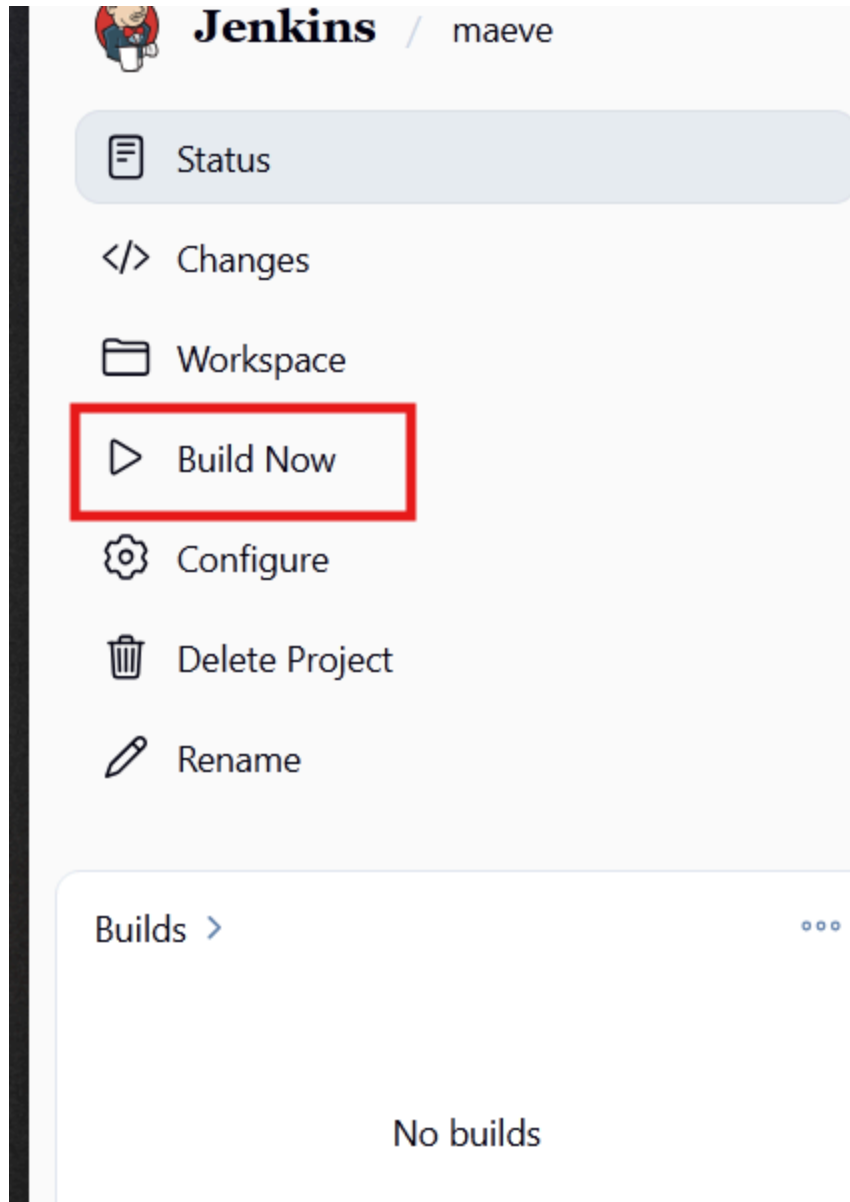 Jenkins / maeve
Status
Changes
Workspace
Build Now
Configure
Delete Project
Rename
Builds
No builds